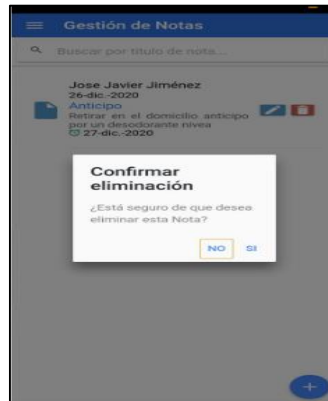 Gestión de Notas
Buscar por título de nota...
Jose Javier Jiménez
26-dic.-2020
Anticipo
Retirar en el domicilio anticipo
por un desodorante nivea
27-dic.-2020
Confirmar
eliminación
¿Está seguro de que desea
eliminar esta Nota?
NO SI